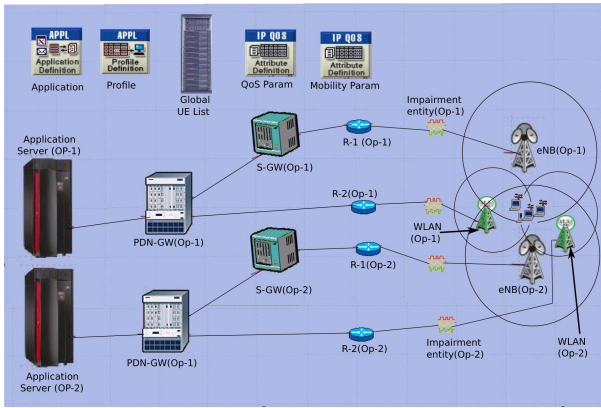 APPL
Application
Definition
Application
APPL
Profile
Definition
Profile
Global
UE List
IP QOS
Attribute
Definition
QoS Param
IP QOS
Attribute
Definition
Mobility Param
Application
Server (OP-1)
S-GW(Op-1)
R-1 (Op-1)
Impairment
entity(Op-1)
eNB(Op-1)
PDN-GW(Op-1)
R-2(Op-1)
WLAN
(Op-1)
S-GW(Op-2)
R-1(Op-2)
eNB(Op-2)
Application
Server (OP-2)
PDN-GW(Op-1)
R-2(Op-2)
Impairment
entity(Op-2)
WLAN
(Op-2)